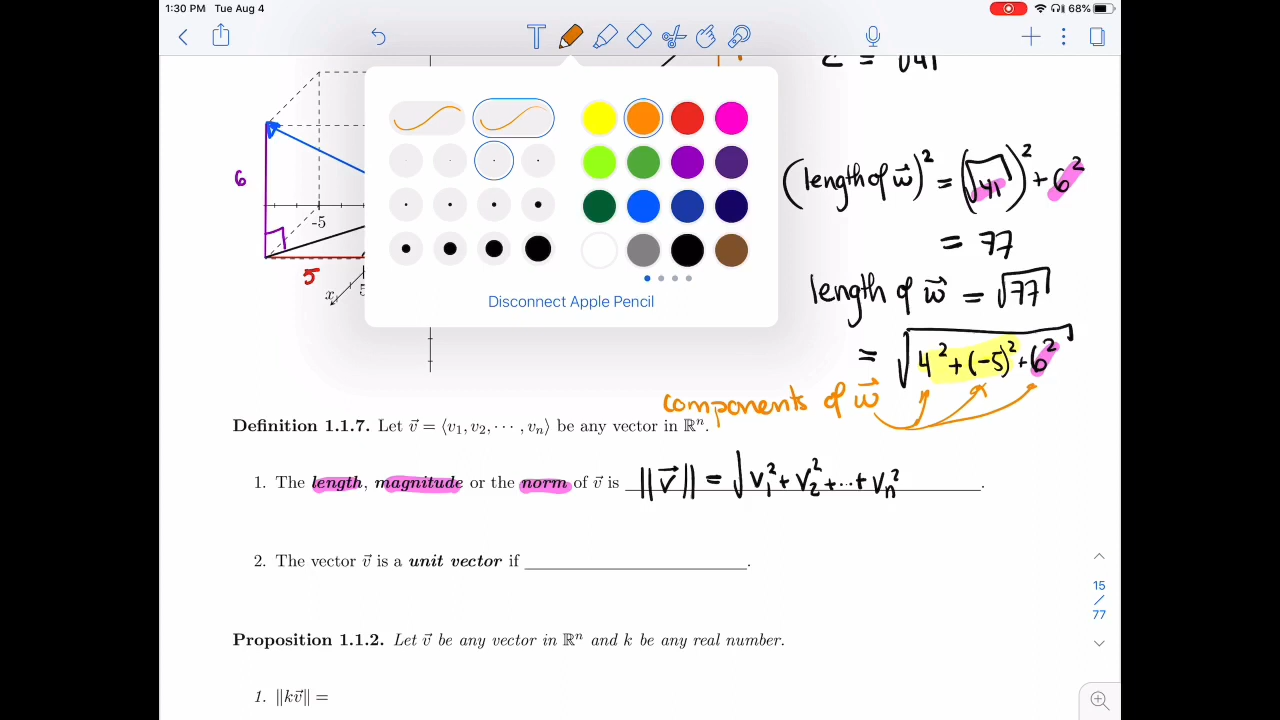 1:30 PM Tue Aug 4
68%
T
c = √41
6
-5
5
x
5
(length of w⃗)² = (√41)² + 6²
= 77
length of w⃗ = √77
Disconnect Apple Pencil
= √4² + (-5)² + 6²
components of w⃗
Definition 1.1.7. Let v⃗ = ⟨v₁, v₂, ⋯ , vₙ⟩ be any vector in ℝⁿ.
1. The length, magnitude or the norm of v⃗ is ||v⃗|| = √v₁² + v₂² + ... + vₙ² .
2. The vector v⃗ is a unit vector if ____________.
15
/
77
Proposition 1.1.2. Let v⃗ be any vector in ℝⁿ and k be any real number.
1. ‖kv⃗‖ =